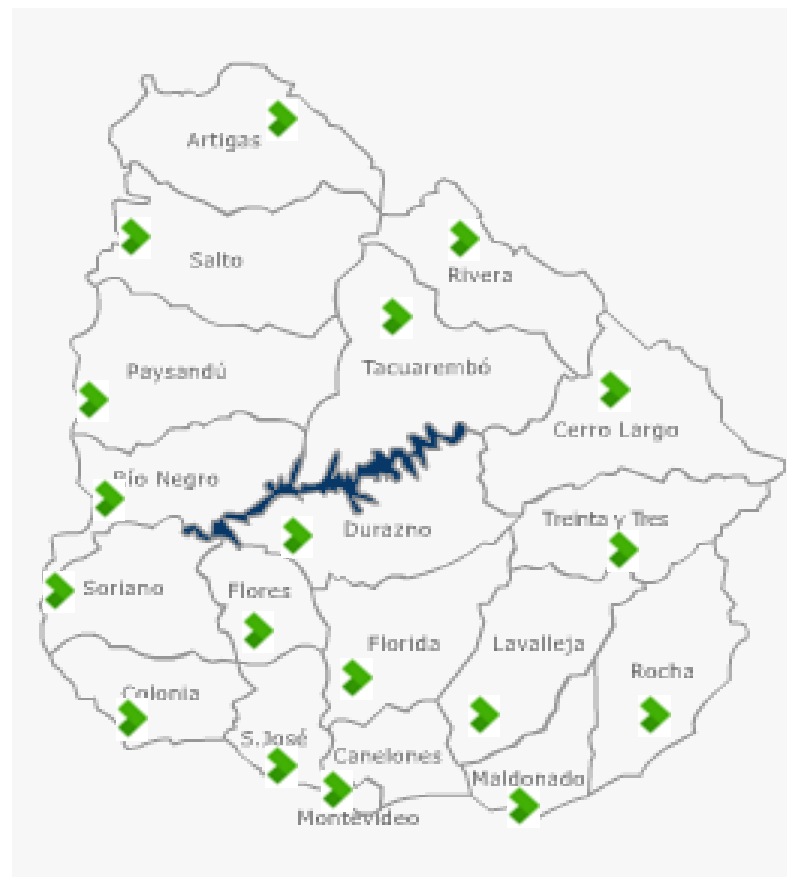 Artigas
Salto
Rivera
Paysandú
Tacuarembó
Cerro Largo
Río Negro
Treinta y Tres
Durazno
Soriano
Flores
Florida
Lavalleja
Rocha
Colonia
S.José
Canelones
Maldonado
Montevideo